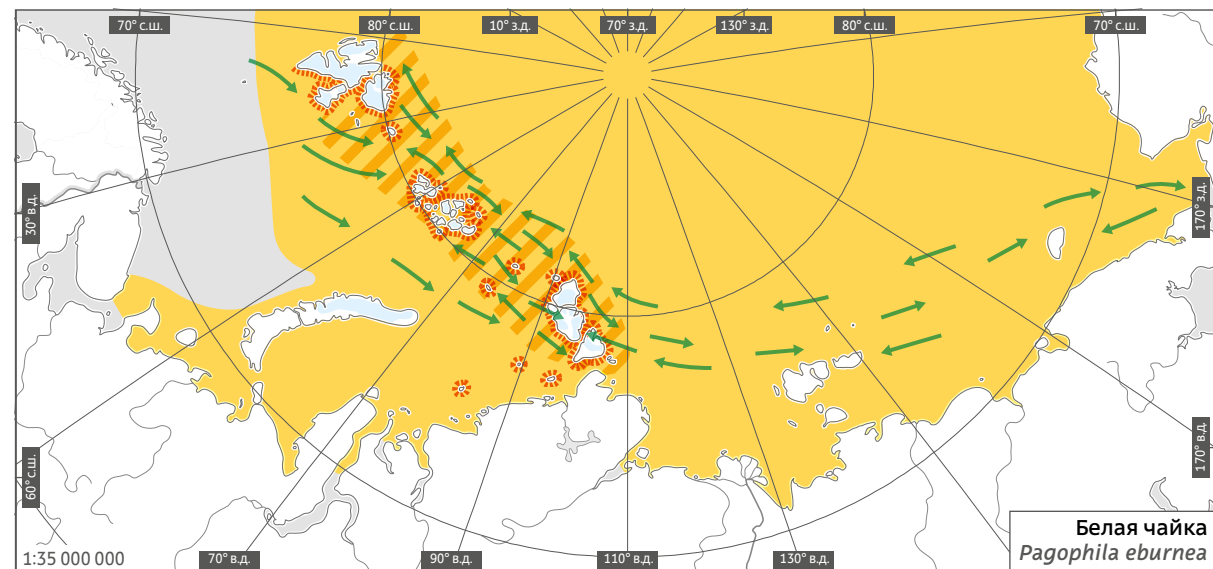 70° с.ш.
80° с.ш.
10° з.д.
70° з.д.
130° з.д.
80° с.ш.
70° с.ш.
30° в.д.
170° з.д.
60° с.ш.
170° в.д.
1:35 000 000
70° в.д.
90° в.д.
110° в.д.
130° в.д.
Белая чайка
Pagophila eburnea